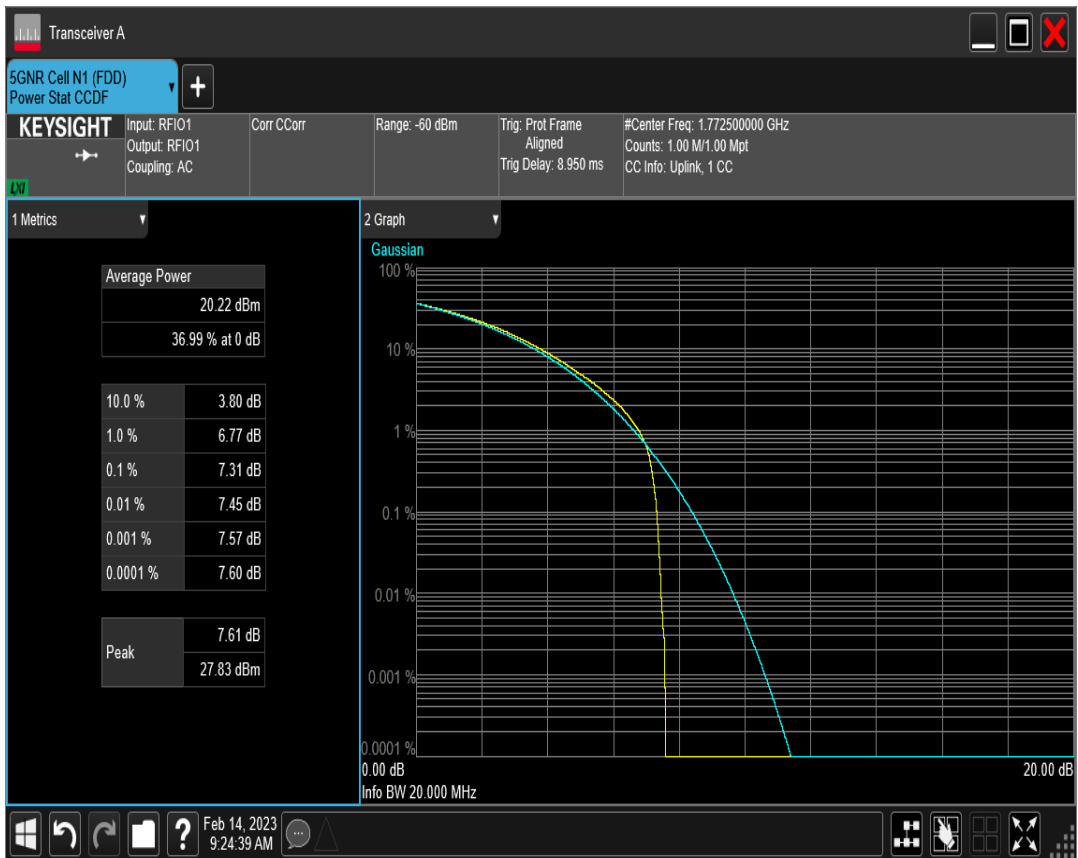 Transceiver A
5GNR Cell N1 (FDD)
Power Stat CCDF
+
KEYSIGHT
LXI
Input: RFIO1
Output: RFIO1
Coupling: AC
Corr CCorr
Range: -60 dBm
Trig: Prot Frame
Aligned
Trig Delay: 8.950 ms
#Center Freq: 1.772500000 GHz
Counts: 1.00 M/1.00 Mpt
CC Info: Uplink, 1 CC
1 Metrics
Average Power
20.22 dBm
36.99 % at 0 dB
10.0 % 3.80 dB
1.0 % 6.77 dB
0.1 % 7.31 dB
0.01 % 7.45 dB
0.001 % 7.57 dB
0.0001 % 7.60 dB
Peak
7.61 dB
27.83 dBm
2 Graph
Gaussian
100 %
10 %
1 %
0.1 %
0.01 %
0.001 %
0.0001 %
0.00 dB 20.00 dB
Info BW 20.000 MHz
?
Feb 14, 2023
9:24:39 AM